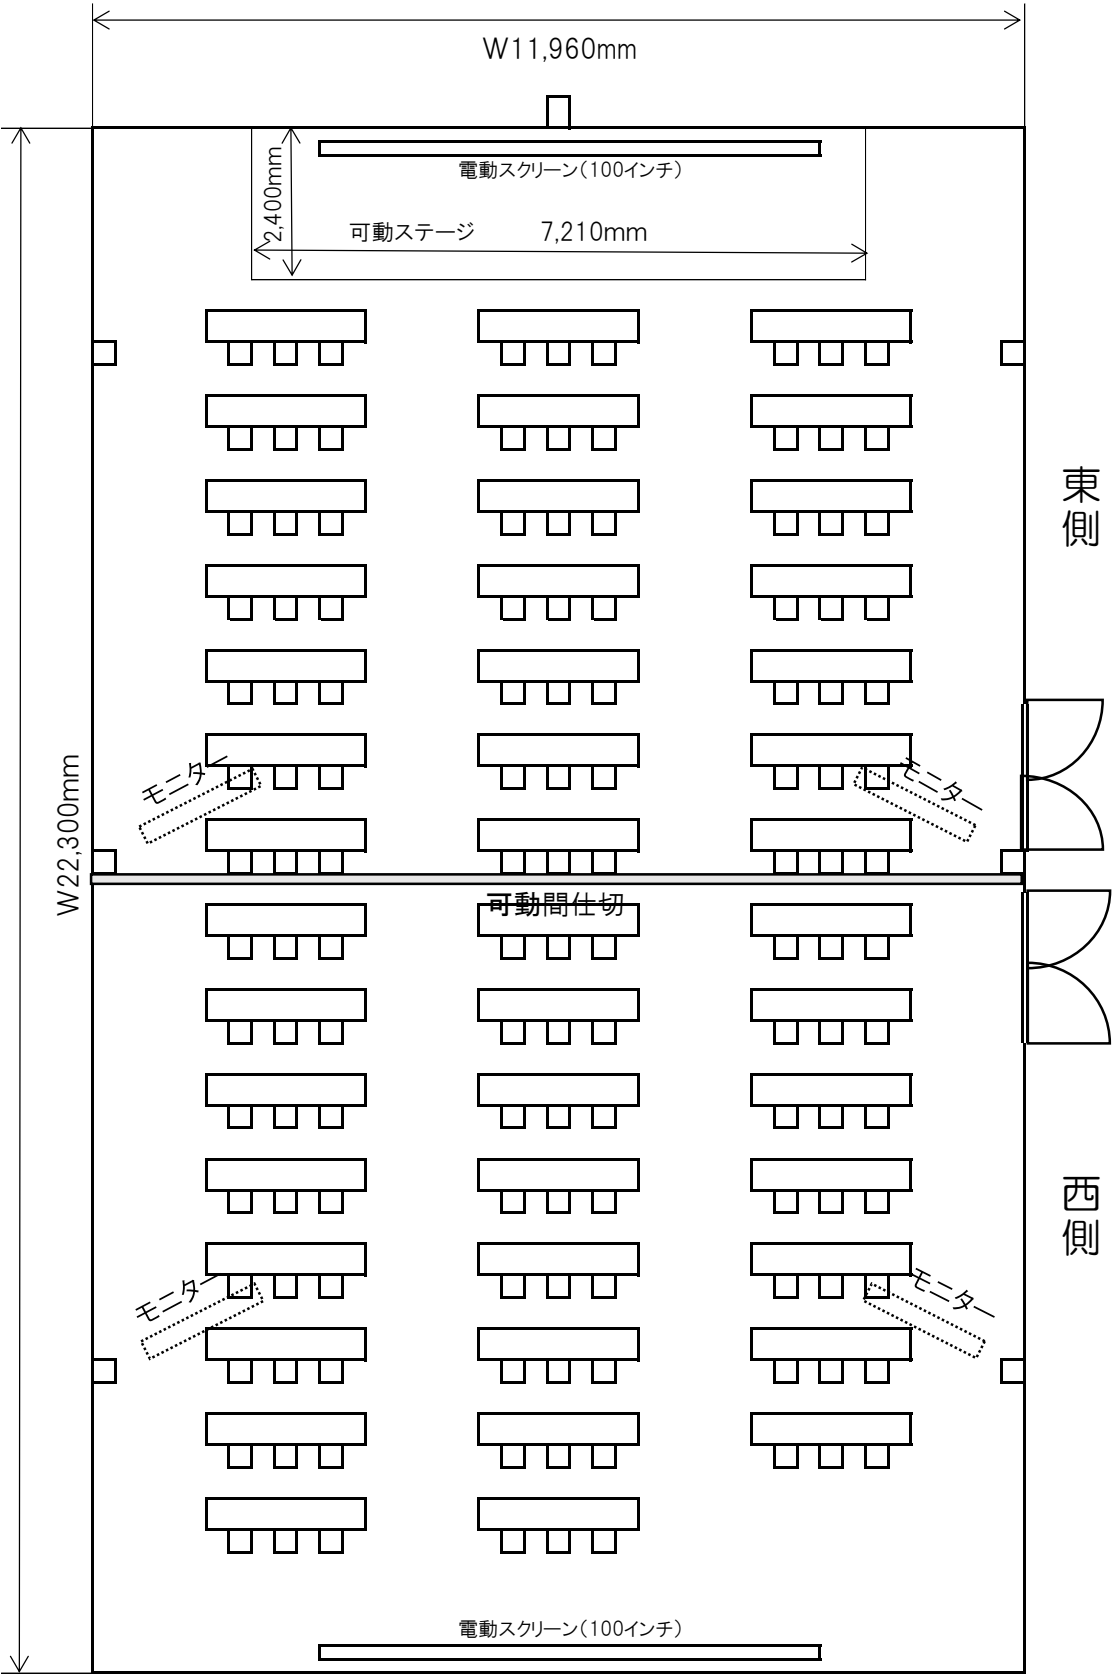 W11,960mm
電動スクリーン(100インチ)
2,400mm
可動ステージ 7,210mm
東側
モニター
モニター
W22,300mm
可動間仕切
西側
モニター
モニター
電動スクリーン(100インチ)